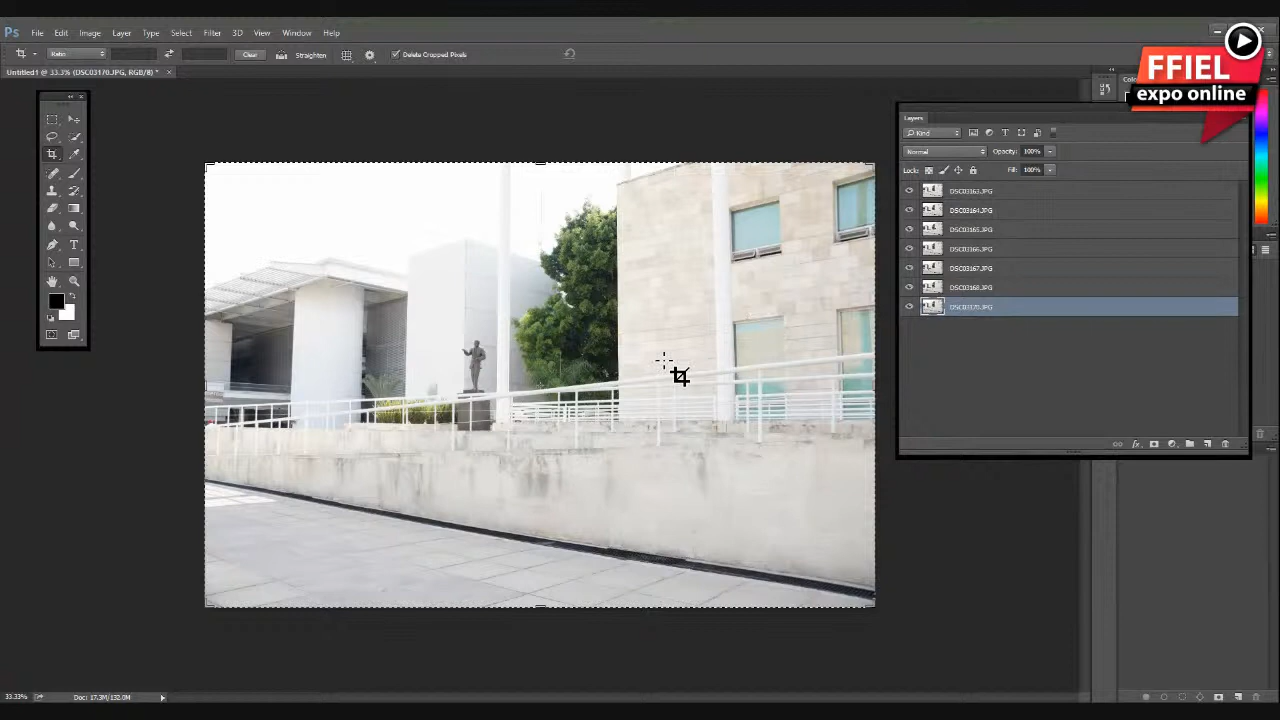 Ps File Edit Image Layer Type Select Filter 3D View Window Help
Ratio Clear Straighten Delete Cropped Pixels
Untitled1 @ 33.3% (DSC03170.JPG, RGB/8) *
FFIEL
expo online
Layers
Kind
Normal Opacity: 100%
Lock: Fill: 100%
DSC03163.JPG
DSC03164.JPG
DSC03165.JPG
DSC03166.JPG
DSC03167.JPG
DSC03168.JPG
DSC03170.JPG
33.33% Doc: 17.3M/132.0M